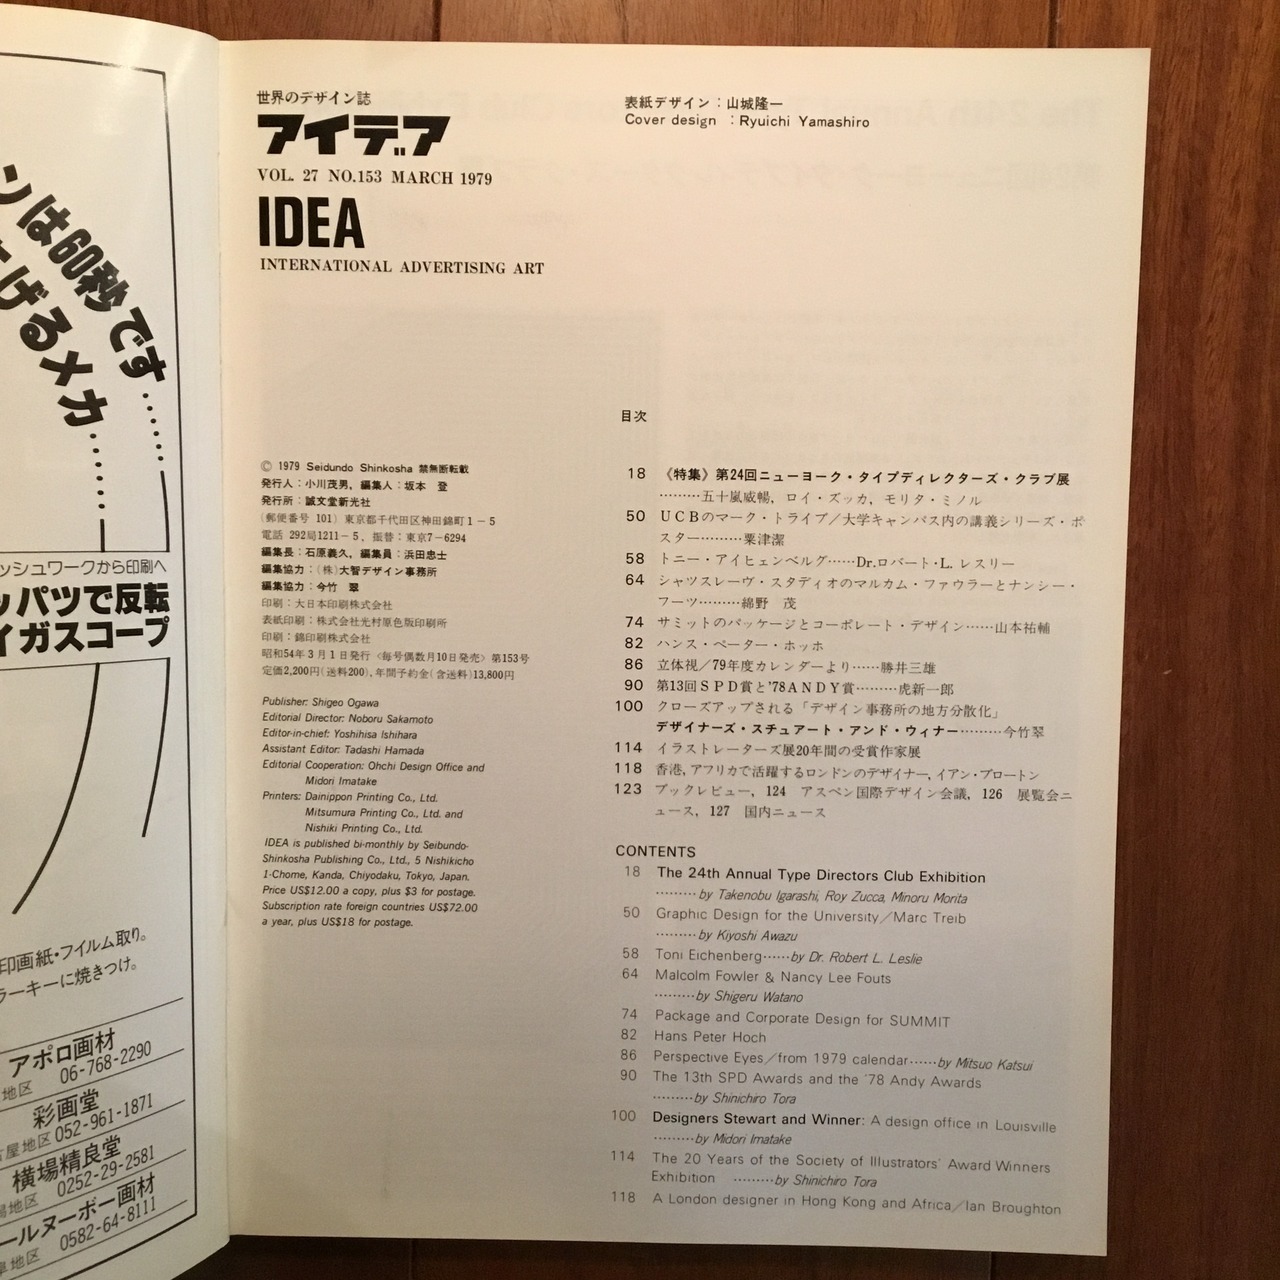 ンは60秒です……
げるメカ……
ッシュワークから印刷へ
ッパツで反転
イガスコープ
印画紙・フイルム取り。
ラーキーに焼きつけ。
アポロ画材
地区 06-768-2290
彩画堂
古屋地区 052-961-1871
横場精良堂
潟地区 0252-29-2581
ールヌーボー画材
阜地区 0582-64-8111
世界のデザイン誌
アイデア
VOL. 27 NO.153 MARCH 1979
IDEA
INTERNATIONAL ADVERTISING ART
表紙デザイン：山城隆一
Cover design ：Ryuichi Yamashiro
© 1979 Seidundo Shinkosha 禁無断転載
発行人：小川茂男，編集人：坂本 登
発行所：誠文堂新光社
(郵便番号 101) 東京都千代田区神田錦町1－5
電話 292局1211－5，振替：東京7－6294
編集長：石原義久，編集員：浜田忠士
編集協力：(株)大智デザイン事務所
編集協力：今竹 翠
印刷：大日本印刷株式会社
表紙印刷：株式会社光村原色版印刷所
印刷：錦印刷株式会社
昭和54年3月1日発行〈毎号偶数月10日発売〉第153号
定価2,200円(送料200)，年間予約金(含送料)13,800円
Publisher: Shigeo Ogawa
Editorial Director: Noboru Sakamoto
Editor-in-chief: Yoshihisa Ishihara
Assistant Editor: Tadashi Hamada
Editorial Cooperation: Ohchi Design Office and
Midori Imatake
Printers: Dainippon Printing Co., Ltd.
Mitsumura Printing Co., Ltd. and
Nishiki Printing Co., Ltd.
IDEA is published bi-monthly by Seibundo-
Shinkosha Publishing Co., Ltd., 5 Nishikicho
1-Chome, Kanda, Chiyodaku, Tokyo, Japan.
Price US$12.00 a copy, plus $3 for postage.
Subscription rate foreign countries US$72.00
a year, plus US$18 for postage.
目次
18 《特集》第24回ニューヨーク・タイプディレクターズ・クラブ展
………五十嵐威暢，ロイ・ズッカ，モリタ・ミノル
50 UCBのマーク・トライブ／大学キャンパス内の講義シリーズ・ポ
スター………粟津潔
58 トニー・アイヒェンベルグ……Dr.ロバート・L. レスリー
64 シャツスレーヴ・スタディオのマルカム・ファウラーとナンシー・
フーツ………綿野 茂
74 サミットのパッケージとコーポレート・デザイン……山本祐輔
82 ハンス・ペーター・ホッホ
86 立体視／79年度カレンダーより……勝井三雄
90 第13回SPD賞と'78ANDY賞………虎新一郎
100 クローズアップされる「デザイン事務所の地方分散化」
デザイナーズ・スチュアート・アンド・ウィナー………今竹翠
114 イラストレーターズ展20年間の受賞作家展
118 香港，アフリカで活躍するロンドンのデザイナー，イアン・ブロートン
123 ブックレビュー， 124 アスペン国際デザイン会議， 126 展覧会ニ
ュース， 127 国内ニュース
CONTENTS
18 The 24th Annual Type Directors Club Exhibition
………by Takenobu Igarashi, Roy Zucca, Minoru Morita
50 Graphic Design for the University／Marc Treib
………by Kiyoshi Awazu
58 Toni Eichenberg……by Dr. Robert L. Leslie
64 Malcolm Fowler & Nancy Lee Fouts
………by Shigeru Watano
74 Package and Corporate Design for SUMMIT
82 Hans Peter Hoch
86 Perspective Eyes／from 1979 calendar……by Mitsuo Katsui
90 The 13th SPD Awards and the '78 Andy Awards
………by Shinichiro Tora
100 Designers Stewart and Winner: A design office in Louisville
………by Midori Imatake
114 The 20 Years of the Society of Illustrators' Award Winners
Exhibition ………by Shinichiro Tora
118 A London designer in Hong Kong and Africa／Ian Broughton